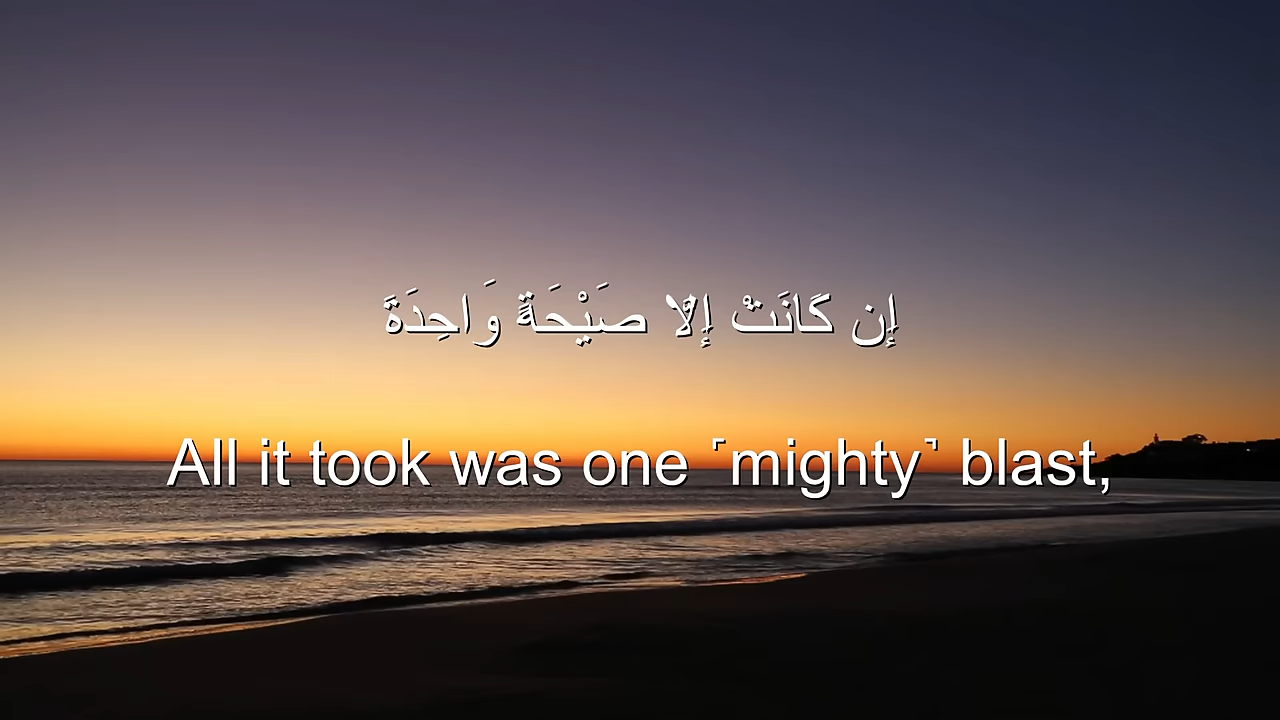 إِن كَانَتْ إِلَّا صَيْحَةً وَاحِدَةً
All it took was one ˹mighty˺ blast,